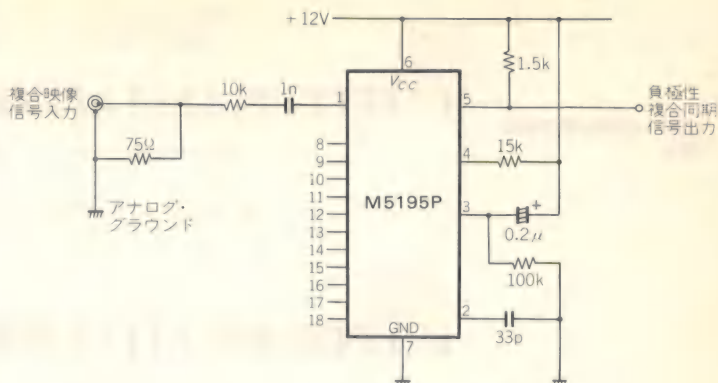 +12V
複合映像
信号入力
10k
1n
75Ω
アナログ・
グラウンド
1
6
VCC
5
1.5k
負極性
複合同期
信号出力
15k
4
8
9
10
11
12
13
14
15
16
17
18
M5195P
3
+
0.2μ
100k
2
33p
GND
7